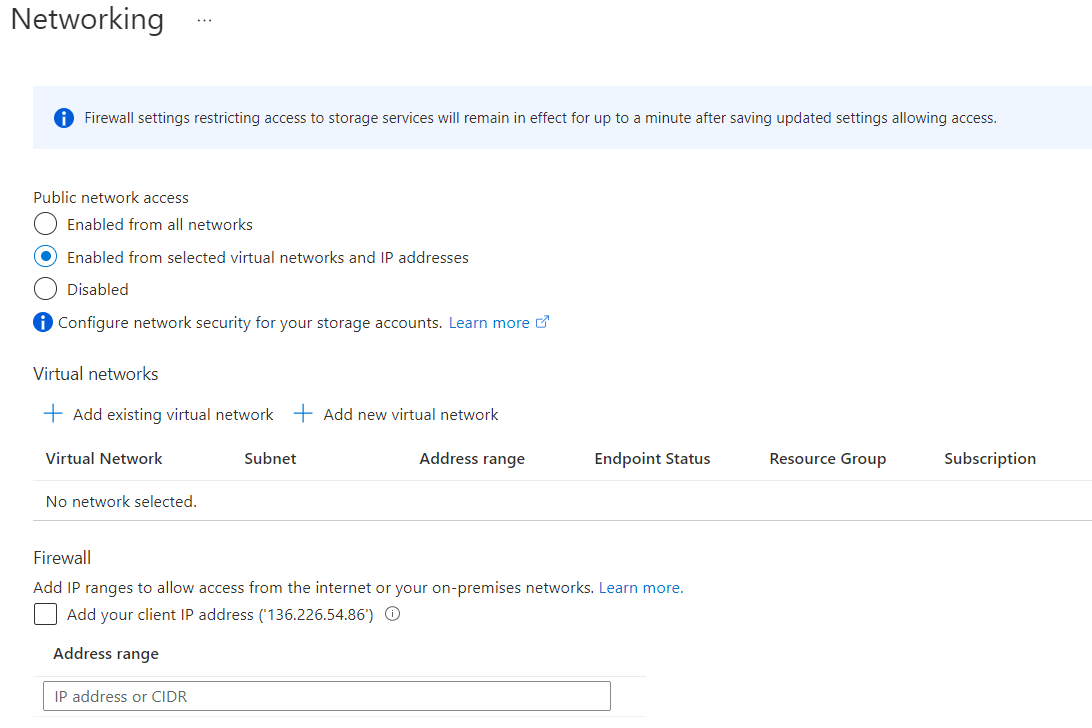 Networking ...
Firewall settings restricting access to storage services will remain in effect for up to a minute after saving updated settings allowing access.
Public network access
Enabled from all networks
Enabled from selected virtual networks and IP addresses
Disabled
Configure network security for your storage accounts. Learn more
Virtual networks
Add existing virtual network Add new virtual network
Virtual Network Subnet Address range Endpoint Status Resource Group Subscription
No network selected.
Firewall
Add IP ranges to allow access from the internet or your on-premises networks. Learn more.
Add your client IP address ('136.226.54.86')
Address range
IP address or CIDR